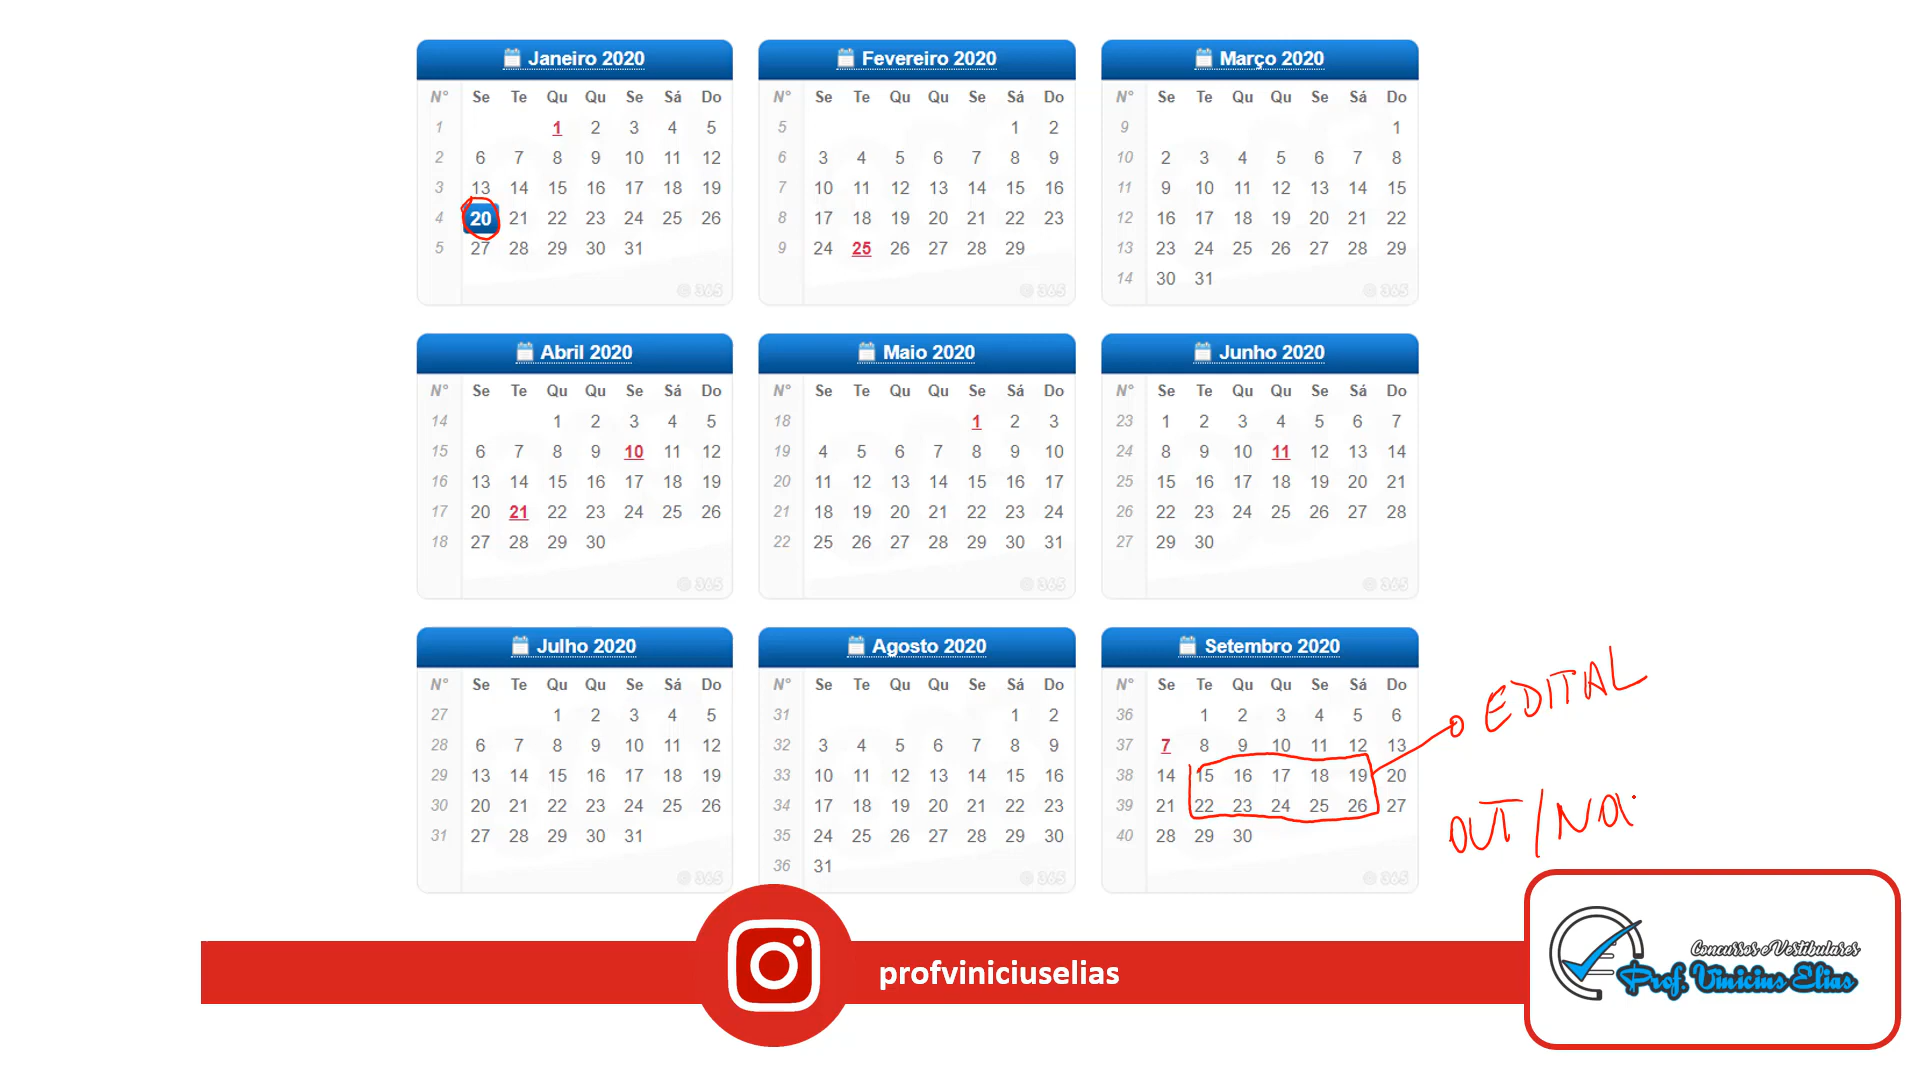 Janeiro 2020
N° Se Te Qu Qu Se Sá Do
1 1 2 3 4 5
2 6 7 8 9 10 11 12
3 13 14 15 16 17 18 19
4 20 21 22 23 24 25 26
5 27 28 29 30 31
© 365
Fevereiro 2020
N° Se Te Qu Qu Se Sá Do
5 1 2
6 3 4 5 6 7 8 9
7 10 11 12 13 14 15 16
8 17 18 19 20 21 22 23
9 24 25 26 27 28 29
© 365
Março 2020
N° Se Te Qu Qu Se Sá Do
9 1
10 2 3 4 5 6 7 8
11 9 10 11 12 13 14 15
12 16 17 18 19 20 21 22
13 23 24 25 26 27 28 29
14 30 31
© 365
Abril 2020
N° Se Te Qu Qu Se Sá Do
14 1 2 3 4 5
15 6 7 8 9 10 11 12
16 13 14 15 16 17 18 19
17 20 21 22 23 24 25 26
18 27 28 29 30
© 365
Maio 2020
N° Se Te Qu Qu Se Sá Do
18 1 2 3
19 4 5 6 7 8 9 10
20 11 12 13 14 15 16 17
21 18 19 20 21 22 23 24
22 25 26 27 28 29 30 31
© 365
Junho 2020
N° Se Te Qu Qu Se Sá Do
23 1 2 3 4 5 6 7
24 8 9 10 11 12 13 14
25 15 16 17 18 19 20 21
26 22 23 24 25 26 27 28
27 29 30
© 365
Julho 2020
N° Se Te Qu Qu Se Sá Do
27 1 2 3 4 5
28 6 7 8 9 10 11 12
29 13 14 15 16 17 18 19
30 20 21 22 23 24 25 26
31 27 28 29 30 31
© 365
Agosto 2020
N° Se Te Qu Qu Se Sá Do
31 1 2
32 3 4 5 6 7 8 9
33 10 11 12 13 14 15 16
34 17 18 19 20 21 22 23
35 24 25 26 27 28 29 30
36 31
© 365
Setembro 2020
N° Se Te Qu Qu Se Sá Do
36 1 2 3 4 5 6
37 7 8 9 10 11 12 13
38 14 15 16 17 18 19 20
39 21 22 23 24 25 26 27
40 28 29 30
© 365
EDITAL
OUT/
profviniciuselias
Concursos e Vestibulares
Prof. Vinicius Elias